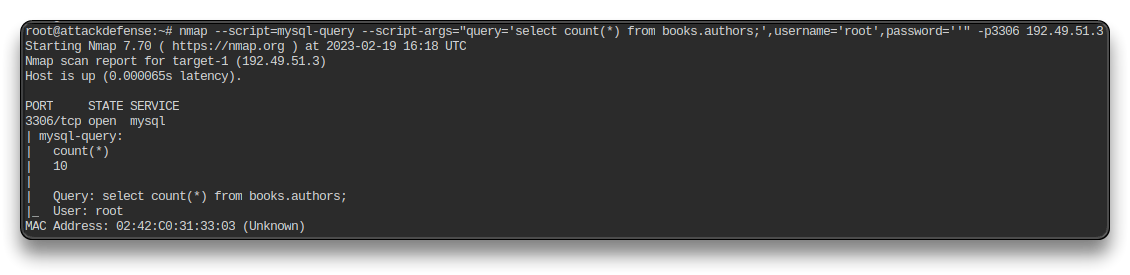 root@attackdefense:~# nmap --script=mysql-query --script-args="query='select count(*) from books.authors;',username='root',password=''" -p3306 192.49.51.3
Starting Nmap 7.70 ( https://nmap.org ) at 2023-02-19 16:18 UTC
Nmap scan report for target-1 (192.49.51.3)
Host is up (0.000065s latency).
PORT     STATE SERVICE
3306/tcp open  mysql
| mysql-query:
|   count(*)
|   10
|
|   Query: select count(*) from books.authors;
|_  User: root
MAC Address: 02:42:C0:31:33:03 (Unknown)